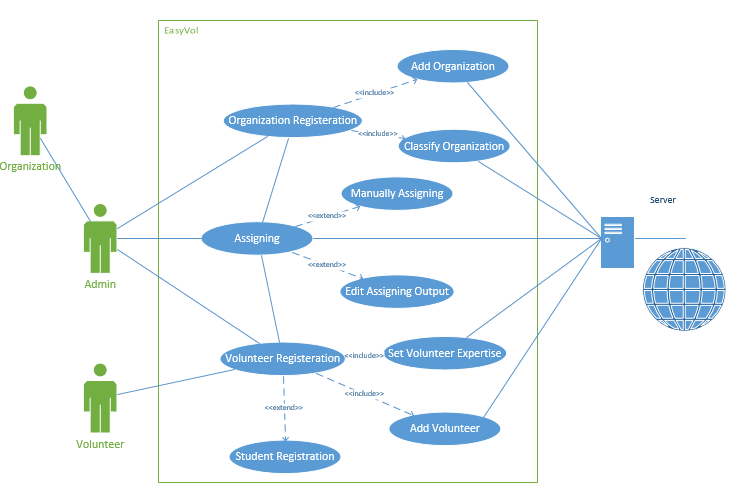 EasyVol
Add Organization
<<include>>
Organization Registeration
<<include>>
Classify Organization
Organization
Manually Assigning
Server
<<extend>>
Assigning
<<extend>>
Admin
Edit Assigning Output
Volunteer Registeration
<<include>>
Set Volunteer Expertise
<<include>>
<<extend>>
Add Volunteer
Volunteer
Student Registration